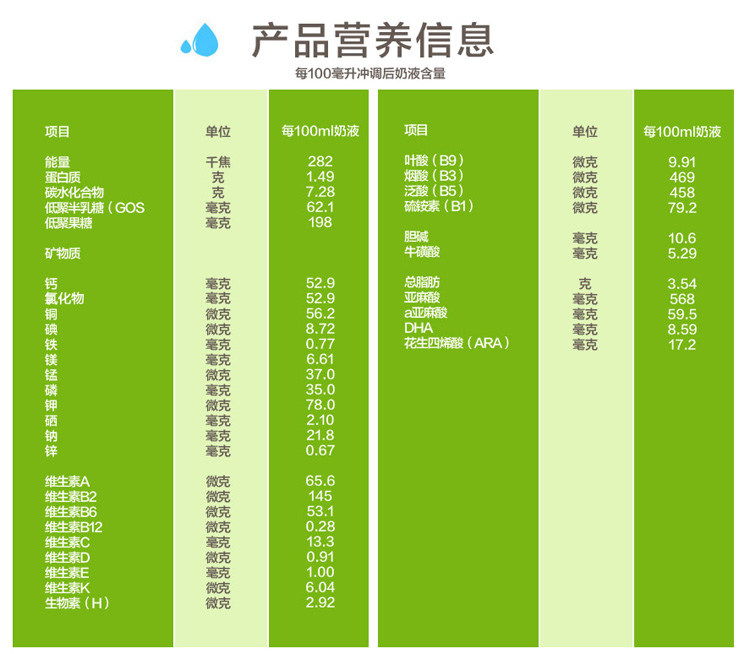 产品营养信息
每100毫升冲调后奶液含量
项目 单位 每100ml奶液
能量 千焦 282
蛋白质 克 1.49
碳水化合物 克 7.28
低聚半乳糖（GOS 毫克 62.1
低聚果糖 毫克 198
矿物质
钙 毫克 52.9
氯化物 毫克 52.9
铜 微克 56.2
碘 微克 8.72
铁 毫克 0.77
镁 毫克 6.61
锰 微克 37.0
磷 毫克 35.0
钾 微克 78.0
硒 毫克 2.10
钠 毫克 21.8
锌 毫克 0.67
维生素A 微克 65.6
维生素B2 微克 145
维生素B6 微克 53.1
维生素B12 微克 0.28
维生素C 毫克 13.3
维生素D 微克 0.91
维生素E 毫克 1.00
维生素K 微克 6.04
生物素（H） 微克 2.92
项目 单位 每100ml奶液
叶酸（B9） 微克 9.91
烟酸（B3） 微克 469
泛酸（B5） 微克 458
硫铵素（B1） 微克 79.2
胆碱 毫克 10.6
牛磺酸 毫克 5.29
总脂肪 克 3.54
亚麻酸 毫克 568
a亚麻酸 毫克 59.5
DHA 毫克 8.59
花生四烯酸（ARA） 毫克 17.2